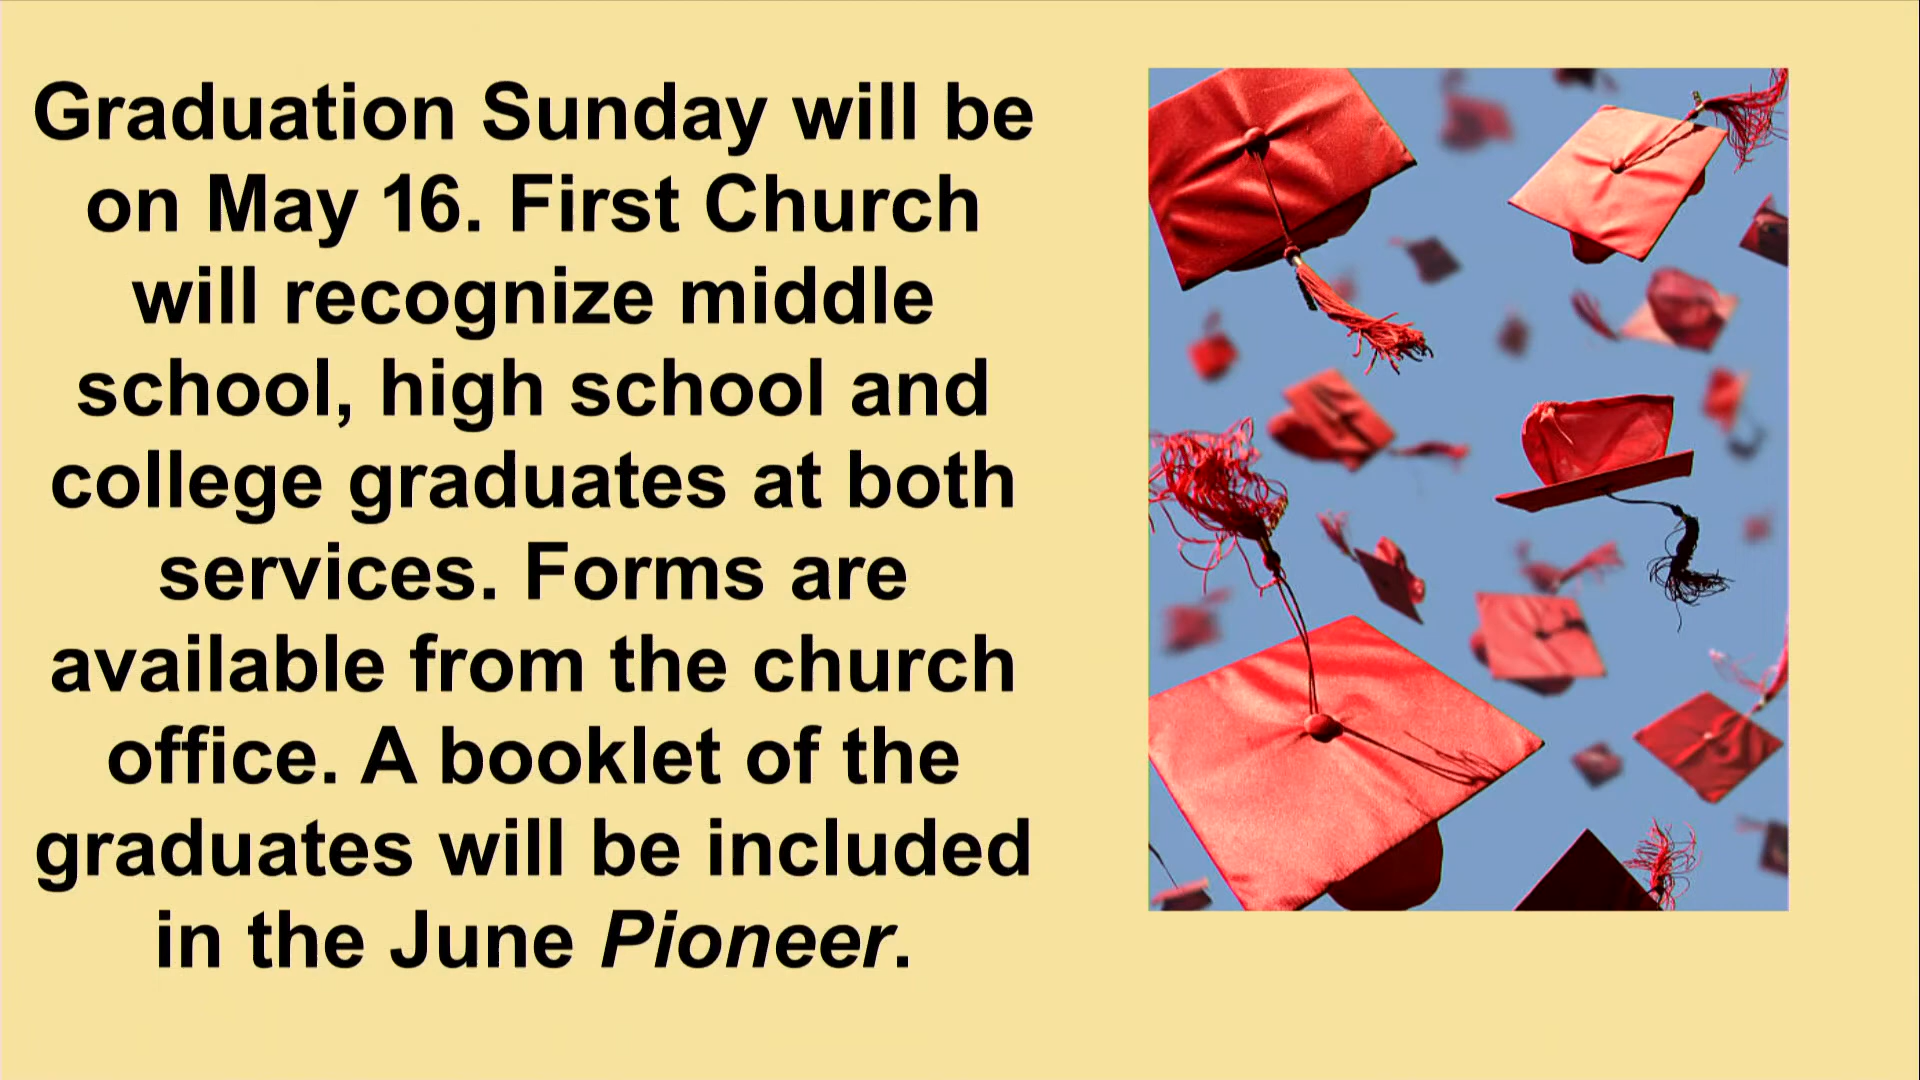 Graduation Sunday will be
on May 16. First Church
will recognize middle
school, high school and
college graduates at both
services. Forms are
available from the church
office. A booklet of the
graduates will be included
in the June Pioneer.